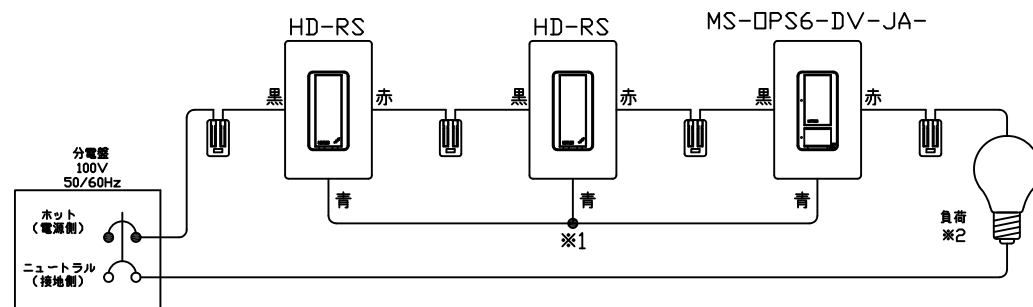 HD-RS
HD-RS
MS-OPS6-DV-JA-
黒
赤
黒
赤
黒
赤
分電盤
100V
50/60Hz
ホット
(電源側)
ニュートラル
(接地側)
青
青
青
※1
負荷
※2